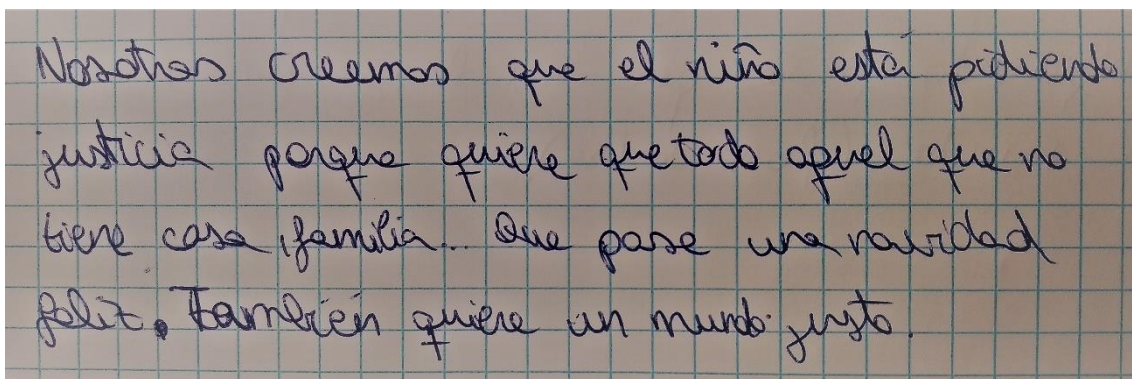 Nosotros creemos que el niño está pidiendo
justicia porque quiere que todo aquel que no
tiene casa, familia... Que pase una navidad
feliz. También quiere un mundo justo.